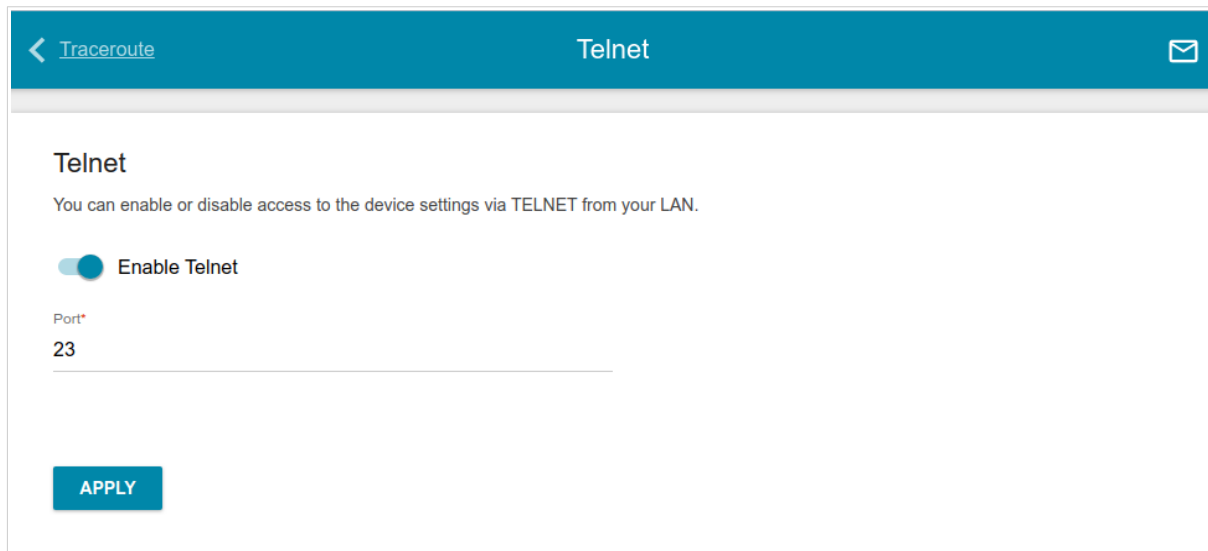 Traceroute
Telnet
Telnet
You can enable or disable access to the device settings via TELNET from your LAN.
Enable Telnet
Port*
23
APPLY